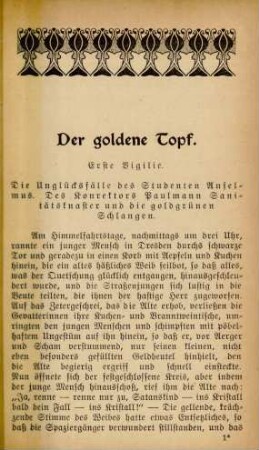 Der goldene Topf.
Erste Vigilie.
Die Unglücksfälle des Studenten Ansel-
mus. Des Konrektors Paulmann Sani-
tätsknaster und die goldgrünen
Schlangen.
Am Himmelfahrtstage, nachmittags um drei Uhr,
rannte ein junger Mensch in Dresden durchs schwarze
Tor und geradezu in einen Korb mit Äpfeln und Kuchen
hinein, die ein altes häßliches Weib feilbot, so daß alles,
was der Quetschung glücklich entgangen, hinausgeschleu-
dert wurde, und die Straßenjungen sich lustig in die
Beute teilten, die ihnen der hastige Herr zugeworfen.
Auf das Zetergeschrei, das die Alte erhob, verließen die
Gevatterinnen ihre Kuchen- und Branntweintische, um-
ringten den jungen Menschen und schimpften mit pöbel-
haftem Ungestüm auf ihn hinein, so daß er, vor Aerger
und Scham verstummend, nur seinen kleinen, nicht
eben besonders gefüllten Geldbeutel hinhielt, den
die Alte begierig ergriff und schnell einsteckte.
Nun öffnete sich der festgeschlossene Kreis, aber indem
der junge Mensch hinausschoß, rief ihm die Alte nach:
„Ja, renne — renne nur zu, Satanskind — ins Kristall
bald dein Fall — ins Kristall!“ — Die gellende, kräch-
zende Stimme des Weibes hatte etwas Entsetzliches, so
daß die Spaziergänger verwundert stillstanden, und das
1*